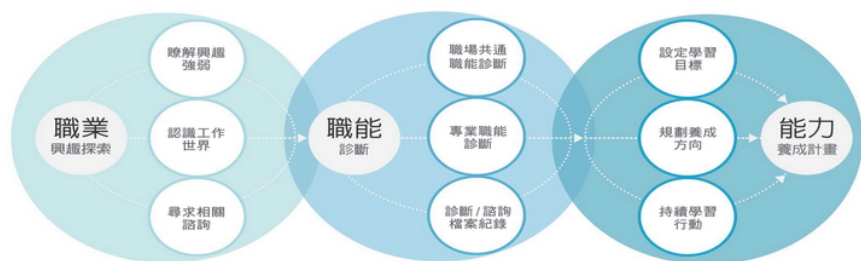 職業
興趣探索
瞭解興趣
強弱
認識工作
世界
尋求相關
諮詢
職能
診斷
職場共通
職能診斷
專業職能
診斷
診斷/諮詢
檔案紀錄
設定學習
目標
規劃養成
方向
持續學習
行動
能力
養成計畫